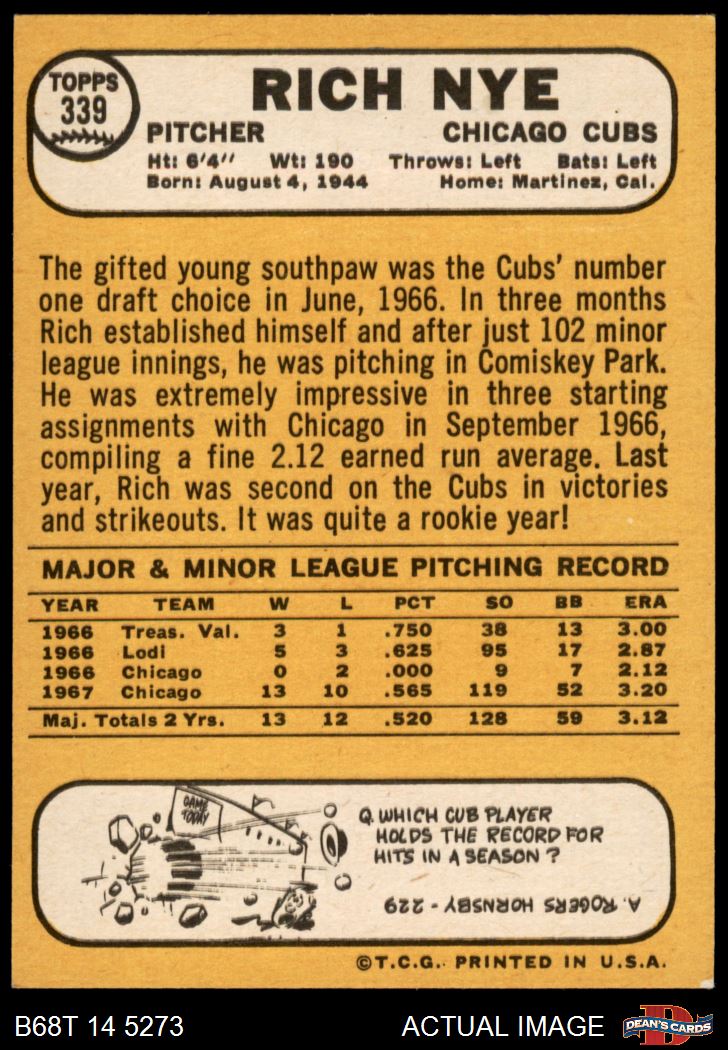 TOPPS
339
RICH NYE
PITCHER CHICAGO CUBS
Ht: 6'4'' Wt: 190 Throws: Left Bats: Left
Born: August 4, 1944 Home: Martinez, Cal.
The gifted young southpaw was the Cubs' number
one draft choice in June, 1966. In three months
Rich established himself and after just 102 minor
league innings, he was pitching in Comiskey Park.
He was extremely impressive in three starting
assignments with Chicago in September 1966,
compiling a fine 2.12 earned run average. Last
year, Rich was second on the Cubs in victories
and strikeouts. It was quite a rookie year!
MAJOR & MINOR LEAGUE PITCHING RECORD
YEAR TEAM W L PCT SO BB ERA
1966 Treas. Val. 3 1 .750 38 13 3.00
1966 Lodi 5 3 .625 95 17 2.87
1966 Chicago 0 2 .000 9 7 2.12
1967 Chicago 13 10 .565 119 52 3.20
Maj. Totals 2 Yrs. 13 12 .520 128 59 3.12
GAME
TODAY
Q. WHICH CUB PLAYER
HOLDS THE RECORD FOR
HITS IN A SEASON?
A. ROGERS HORNSBY - 229
©T.C.G. PRINTED IN U.S.A.
B68T 14 5273 ACTUAL IMAGE
D
DEAN'S CARDS